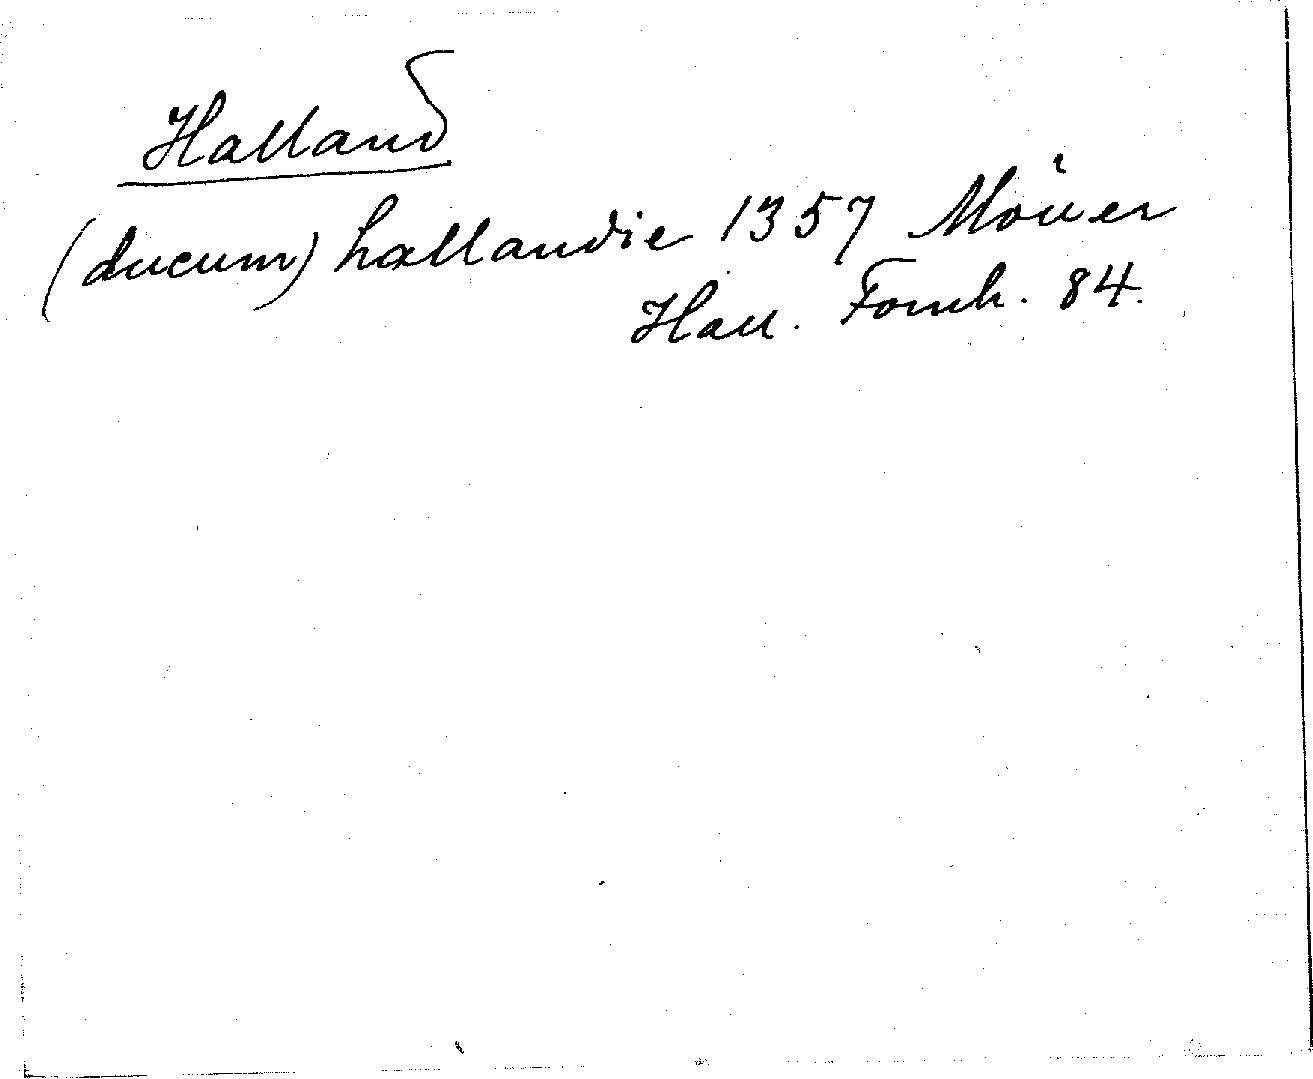 Halland
(ducum) hallandie 1357 Möller
Hall. Fornh. 84.